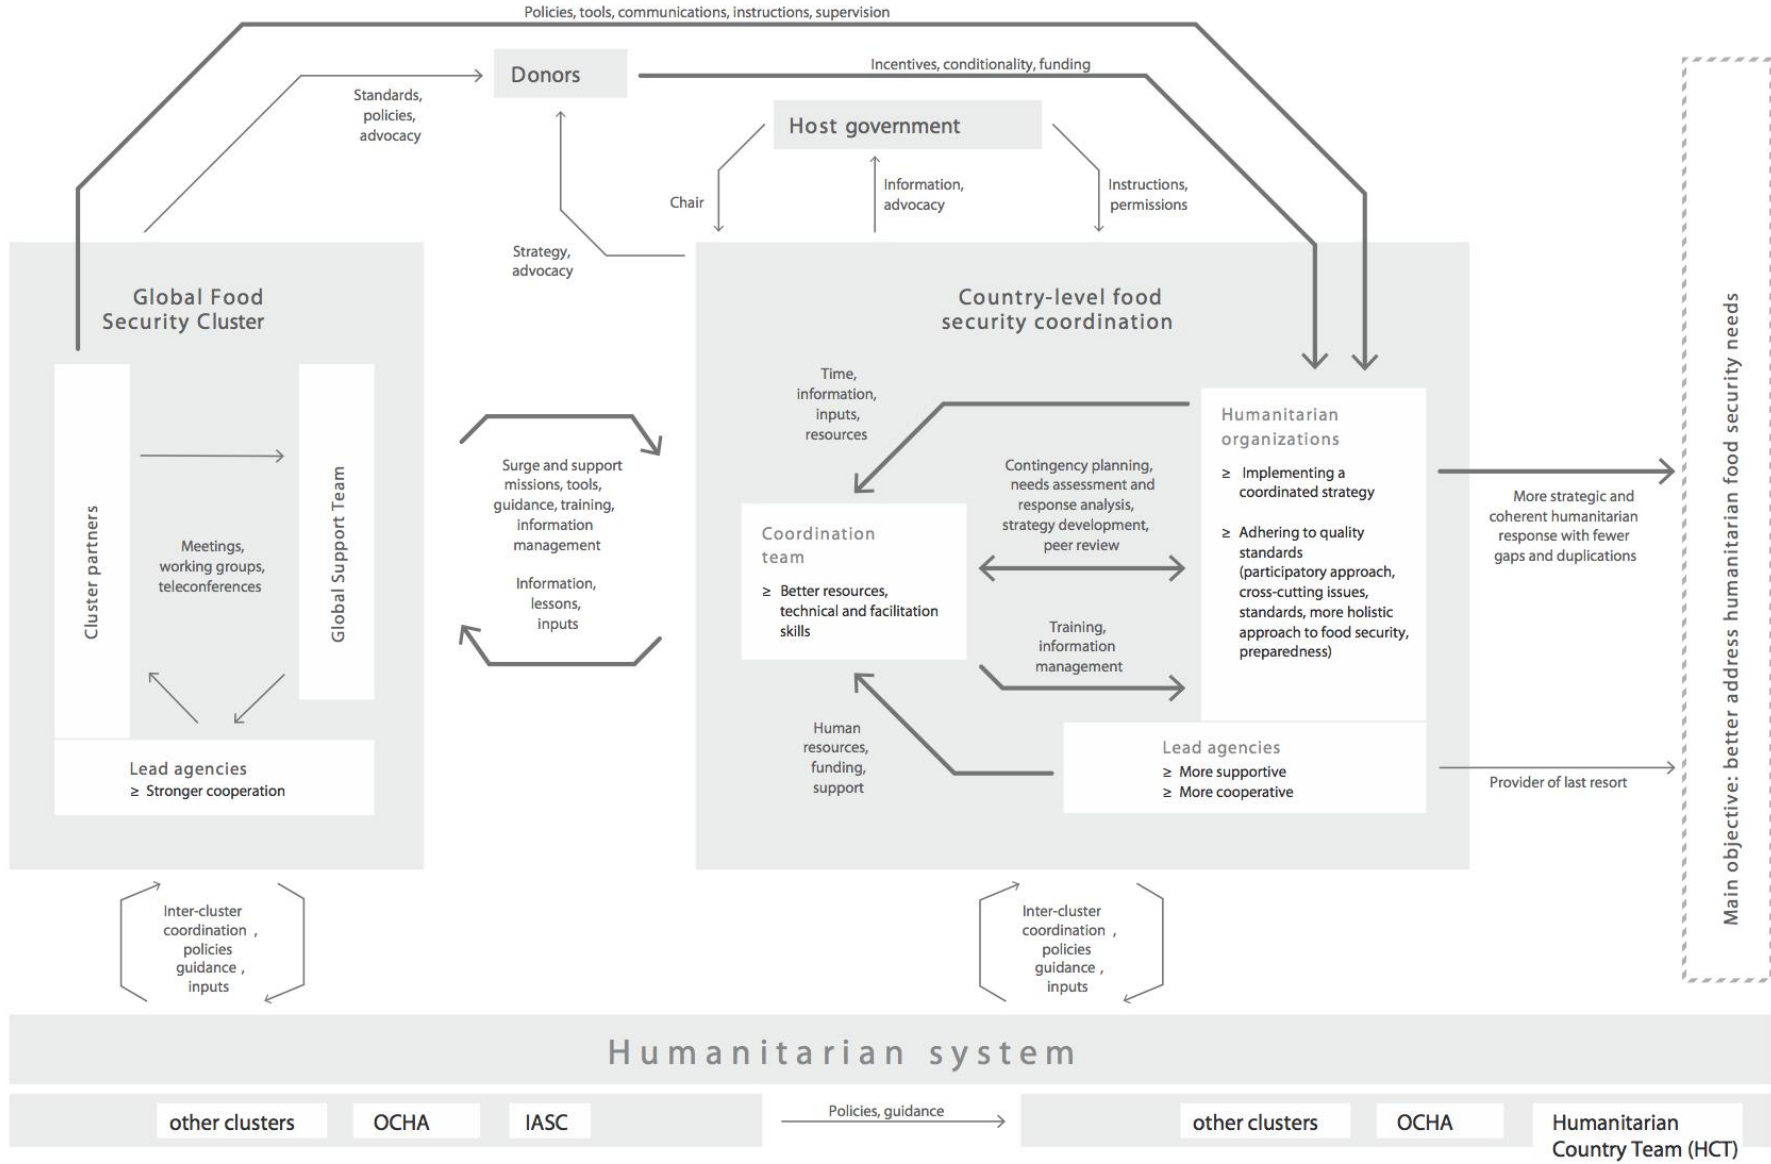 Policies, tools, communications, instructions, supervision
Donors
Incentives, conditionality, funding
Standards,
policies,
advocacy
Host government
Chair
Information,
advocacy
Instructions,
permissions
Strategy,
advocacy
Global Food
Security Cluster
Cluster partners
Meetings,
working groups,
teleconferences
Global Support Team
Lead agencies
≥ Stronger cooperation
Surge and support
missions, tools,
guidance, training,
information
management
Information,
lessons,
inputs
Country-level food
security coordination
Time,
information,
inputs,
resources
Coordination
team
≥ Better resources,
technical and facilitation
skills
Contingency planning,
needs assessment and
response analysis,
strategy development,
peer review
Training,
information
management
Human
resources,
funding,
support
Humanitarian
organizations
≥ Implementing a
coordinated strategy
≥ Adhering to quality
standards
(participatory approach,
cross-cutting issues,
standards, more holistic
approach to food security,
preparedness)
Lead agencies
≥ More supportive
≥ More cooperative
More strategic and
coherent humanitarian
response with fewer
gaps and duplications
Provider of last resort
Main objective: better address humanitarian food security needs
Inter-cluster
coordination ,
policies
guidance ,
inputs
Inter-cluster
coordination ,
policies
guidance ,
inputs
Humanitarian system
other clusters
OCHA
IASC
Policies, guidance
other clusters
OCHA
Humanitarian
Country Team (HCT)